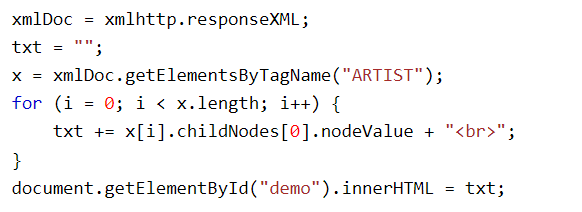 xmlDoc = xmlhttp.responseXML;
txt = "";
x = xmlDoc.getElementsByTagName("ARTIST");
for (i = 0; i < x.length; i++) {
    txt += x[i].childNodes[0].nodeValue + "<br>";
}
document.getElementById("demo").innerHTML = txt;